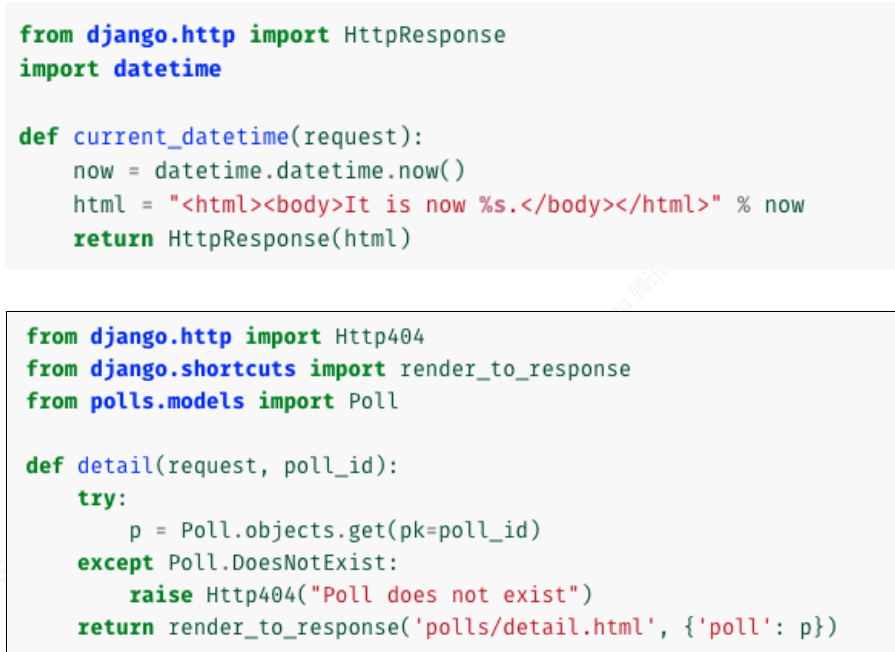 from django.http import HttpResponse
import datetime
def current_datetime(request):
    now = datetime.datetime.now()
    html = "<html><body>It is now %s.</body></html>" % now
    return HttpResponse(html)
from django.http import Http404
from django.shortcuts import render_to_response
from polls.models import Poll
def detail(request, poll_id):
    try:
        p = Poll.objects.get(pk=poll_id)
    except Poll.DoesNotExist:
        raise Http404("Poll does not exist")
    return render_to_response('polls/detail.html', {'poll': p})